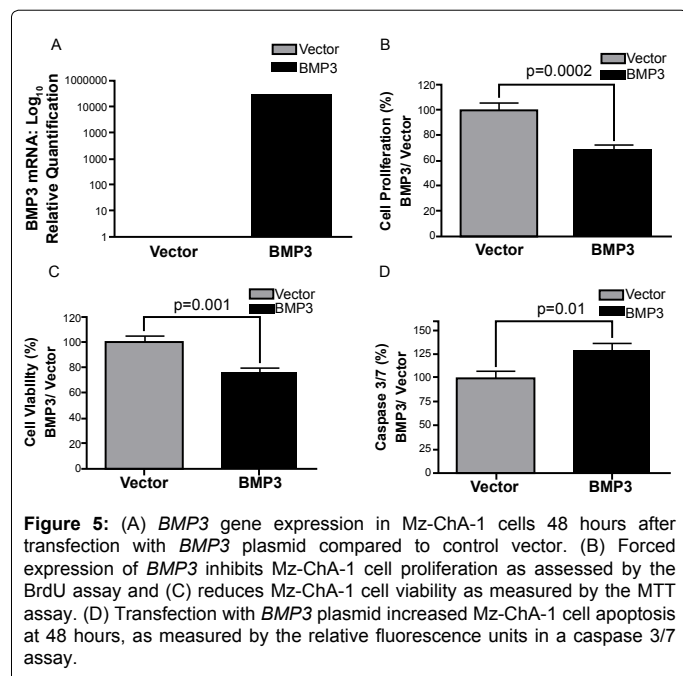 A
Vector
BMP3
BMP3 mRNA: Log10
Relative Quantification
1000000
10000
1000
100
10
1
Vector
BMP3
B
Vector
BMP3
p=0.0002
Cell Proliferation (%)
BMP3/ Vector
120
100
80
60
40
20
0
Vector
BMP3
C
Vector
BMP3
p=0.001
Cell Viability (%)
BMP3/ Vector
120
100
80
60
40
20
0
Vector
BMP3
D
Vector
BMP3
p=0.01
Caspase 3/7 (%)
BMP3/ Vector
150
125
100
75
50
25
0
Vector
BMP3
Figure 5: (A) BMP3 gene expression in Mz-ChA-1 cells 48 hours after
transfection with BMP3 plasmid compared to control vector. (B) Forced
expression of BMP3 inhibits Mz-ChA-1 cell proliferation as assessed by the
BrdU assay and (C) reduces Mz-ChA-1 cell viability as measured by the MTT
assay. (D) Transfection with BMP3 plasmid increased Mz-ChA-1 cell apoptosis
at 48 hours, as measured by the relative fluorescence units in a caspase 3/7
assay.